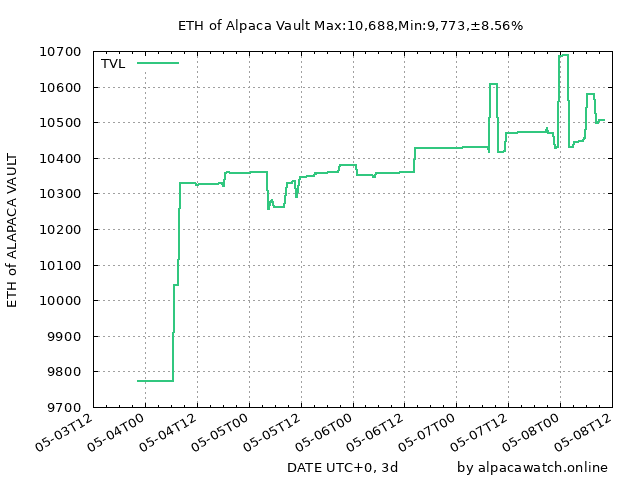 ETH of Alpaca Vault Max:10,688,Min:9,773,±8.56%
TVL
10700
10600
10500
10400
10300
10200
10100
10000
9900
9800
9700
ETH of ALAPACA VAULT
05-03T12
05-04T00
05-04T12
05-05T00
05-05T12
05-06T00
05-06T12
05-07T00
05-07T12
05-08T00
05-08T12
DATE UTC+0, 3d
by alpacawatch.online